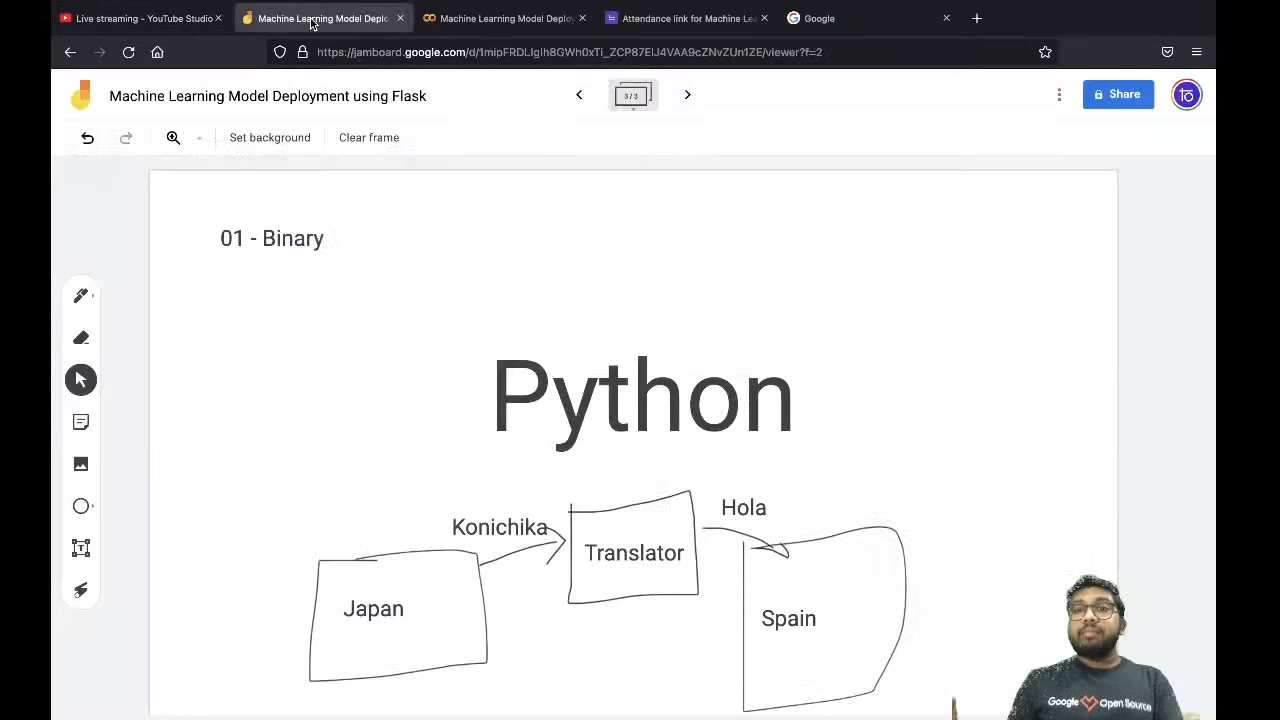 Live streaming - YouTube Studio
Machine Learning Model Deplo
Machine Learning Model Deploy
Attendance link for Machine Lea
Google
https://jamboard.google.com/d/1mipFRDLIglh8GWh0xTi_ZCP87ElJ4VAA9cZNvZUn1ZE/viewer?f=2
Machine Learning Model Deployment using Flask
3 / 3
Share
Set background
Clear frame
01 - Binary
Python
Konichika
Hola
Translator
Japan
Spain
Google Open Source